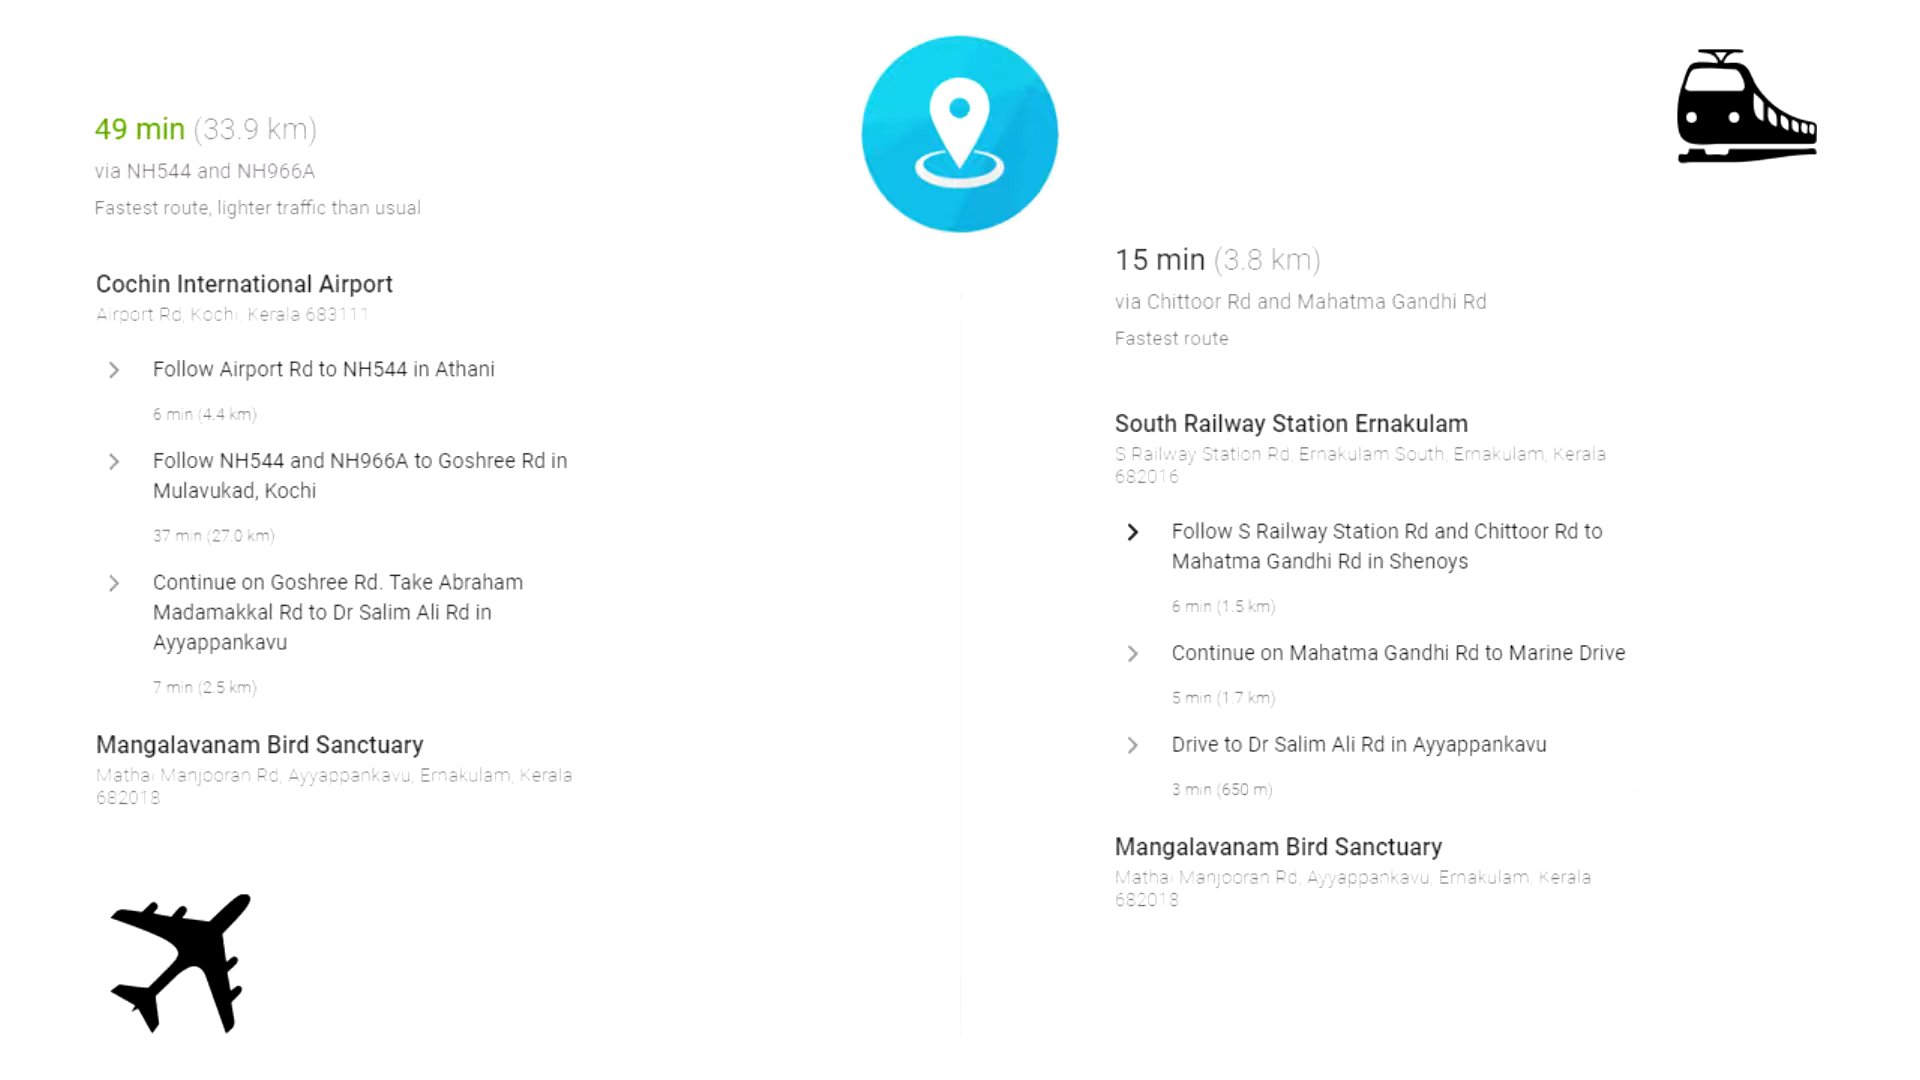 49 min (33.9 km)
via NH544 and NH966A
Fastest route, lighter traffic than usual
Cochin International Airport
Airport Rd, Kochi, Kerala 683111
Follow Airport Rd to NH544 in Athani
6 min (4.4 km)
Follow NH544 and NH966A to Goshree Rd in
Mulavukad, Kochi
37 min (27.0 km)
Continue on Goshree Rd. Take Abraham
Madamakkal Rd to Dr Salim Ali Rd in
Ayyappankavu
7 min (2.5 km)
Mangalavanam Bird Sanctuary
Mathai Manjooran Rd, Ayyappankavu, Ernakulam, Kerala
682018
15 min (3.8 km)
via Chittoor Rd and Mahatma Gandhi Rd
Fastest route
South Railway Station Ernakulam
S Railway Station Rd, Ernakulam South, Ernakulam, Kerala
682016
Follow S Railway Station Rd and Chittoor Rd to
Mahatma Gandhi Rd in Shenoys
6 min (1.5 km)
Continue on Mahatma Gandhi Rd to Marine Drive
5 min (1.7 km)
Drive to Dr Salim Ali Rd in Ayyappankavu
3 min (650 m)
Mangalavanam Bird Sanctuary
Mathai Manjooran Rd, Ayyappankavu, Ernakulam, Kerala
682018